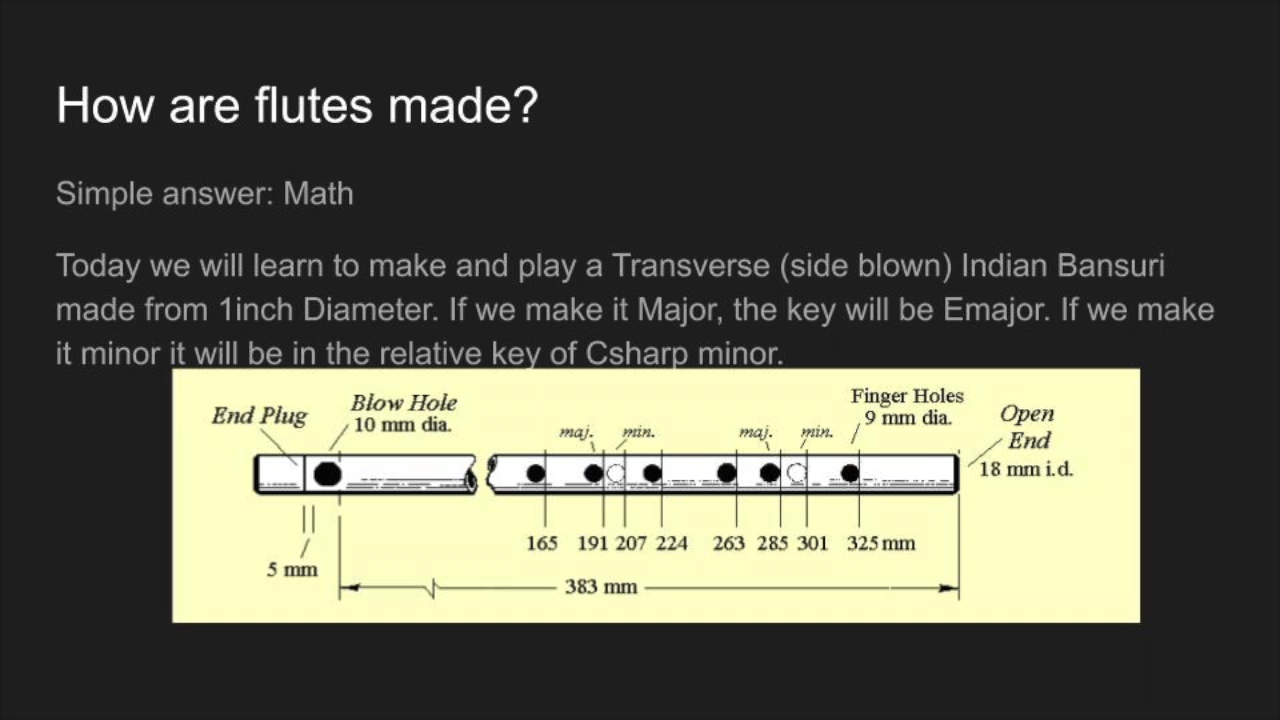 How are flutes made?
Simple answer: Math
Today we will learn to make and play a Transverse (side blown) Indian Bansuri
made from 1inch Diameter. If we make it Major, the key will be Emajor. If we make
it minor it will be in the relative key of Csharp minor.
End Plug
Blow Hole
10 mm dia.
maj. min.
maj. min.
Finger Holes
9 mm dia.
Open
End
18 mm i.d.
165 191 207 224 263 285 301 325 mm
5 mm
383 mm